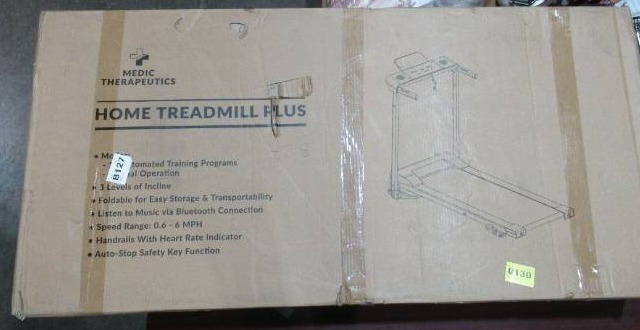 MEDIC
THERAPEUTICS
HOME TREADMILL PLUS
Automated Training Programs
Operation
• 3 Levels of Incline
• Foldable for Easy Storage & Transportability
• Listen to Music via Bluetooth Connection
• Speed Range: 0.6 - 6 MPH
• Handrails With Heart Rate Indicator
• Auto-Stop Safety Key Function
B127
0130